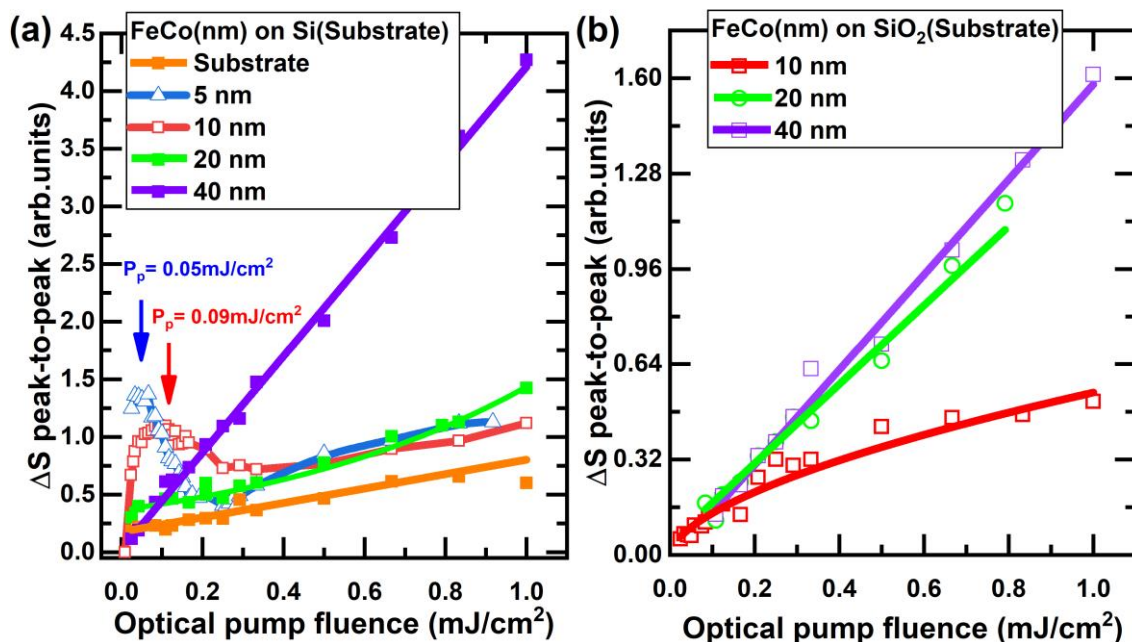 (a)
FeCo(nm) on Si(Substrate)
Substrate
5 nm
10 nm
20 nm
40 nm
P_p= 0.05mJ/cm²
P_p= 0.09mJ/cm²
ΔS peak-to-peak (arb.units)
4.5
4.0
3.5
3.0
2.5
2.0
1.5
1.0
0.5
0.0
0.0
0.2
0.4
0.6
0.8
1.0
Optical pump fluence (mJ/cm²)
(b)
FeCo(nm) on SiO₂(Substrate)
10 nm
20 nm
40 nm
ΔS peak-to-peak (arb.units)
1.60
1.28
0.96
0.64
0.32
0.00
0.0
0.2
0.4
0.6
0.8
1.0
Optical pump fluence (mJ/cm²)